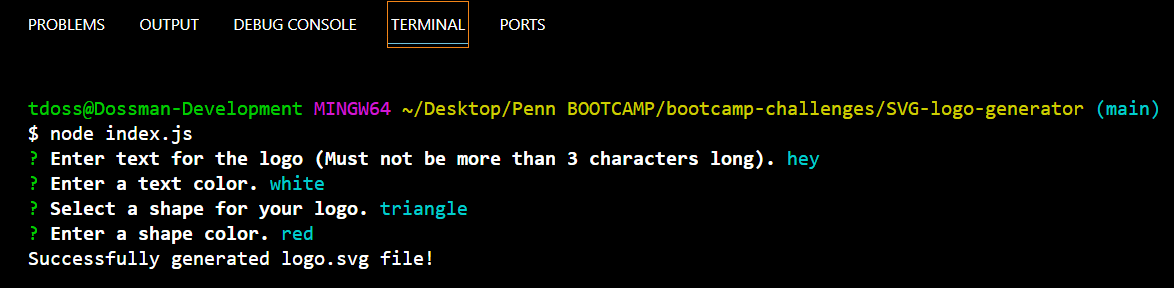 PROBLEMS OUTPUT DEBUG CONSOLE TERMINAL PORTS
tdoss@Dossman-Development MINGW64 ~/Desktop/Penn BOOTCAMP/bootcamp-challenges/SVG-logo-generator (main)
$ node index.js
? Enter text for the logo (Must not be more than 3 characters long). hey
? Enter a text color. white
? Select a shape for your logo. triangle
? Enter a shape color. red
Successfully generated logo.svg file!